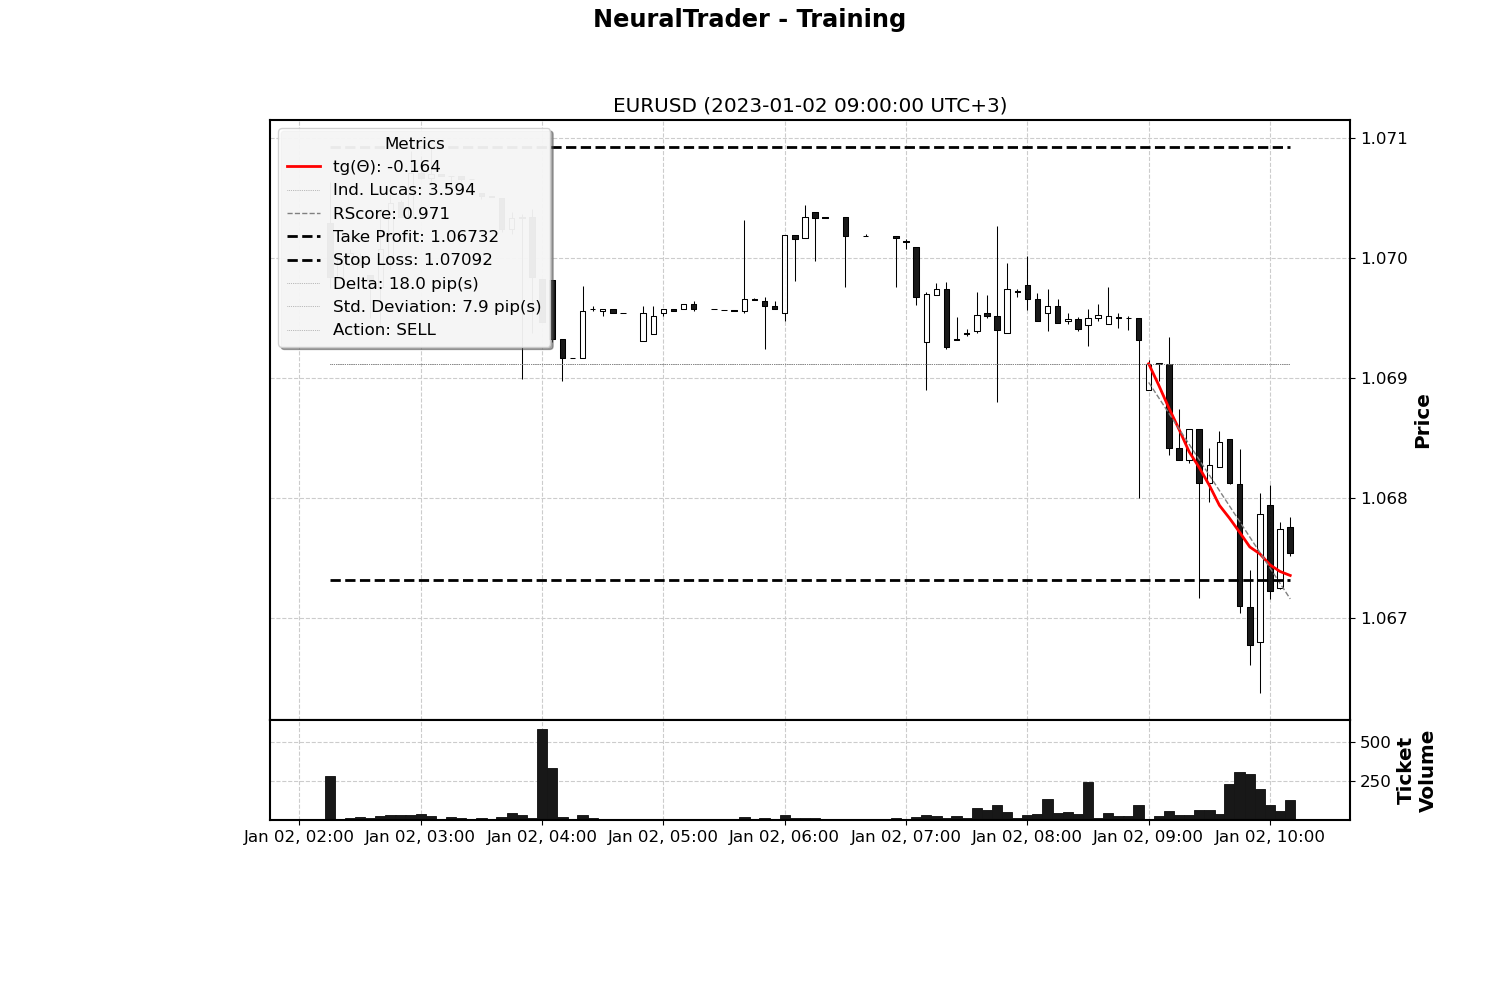 NeuralTrader - Training
EURUSD (2023-01-02 09:00:00 UTC+3)
Metrics
tg(Θ): -0.164
Ind. Lucas: 3.594
RScore: 0.971
Take Profit: 1.06732
Stop Loss: 1.07092
Delta: 18.0 pip(s)
Std. Deviation: 7.9 pip(s)
Action: SELL
1.071
1.070
1.069
1.068
1.067
Price
500
250
Ticket
Volume
Jan 02, 02:00
Jan 02, 03:00
Jan 02, 04:00
Jan 02, 05:00
Jan 02, 06:00
Jan 02, 07:00
Jan 02, 08:00
Jan 02, 09:00
Jan 02, 10:00